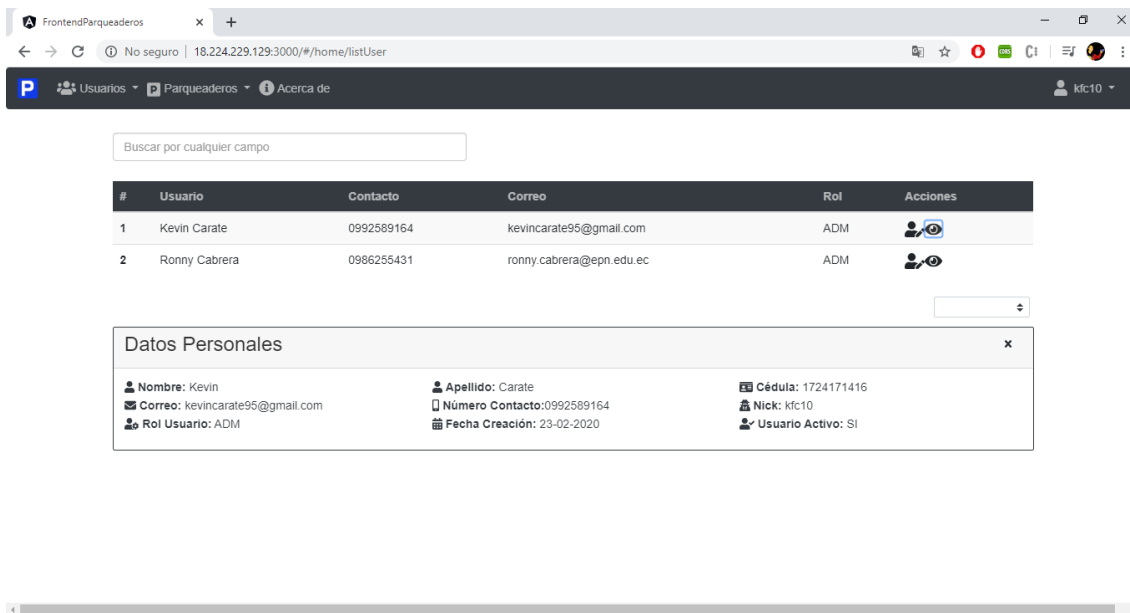 FrontendParqueaderos
No seguro | 18.224.229.129:3000/#/home/listUser
P Usuarios P Parqueaderos Acerca de kfc10
Buscar por cualquier campo
# Usuario Contacto Correo Rol Acciones
1 Kevin Carate 0992589164 kevincarate95@gmail.com ADM
2 Ronny Cabrera 0986255431 ronny.cabrera@epn.edu.ec ADM
Datos Personales
Nombre: Kevin Apellido: Carate Cédula: 1724171416
Correo: kevincarate95@gmail.com Número Contacto:0992589164 Nick: kfc10
Rol Usuario: ADM Fecha Creación: 23-02-2020 Usuario Activo: SI